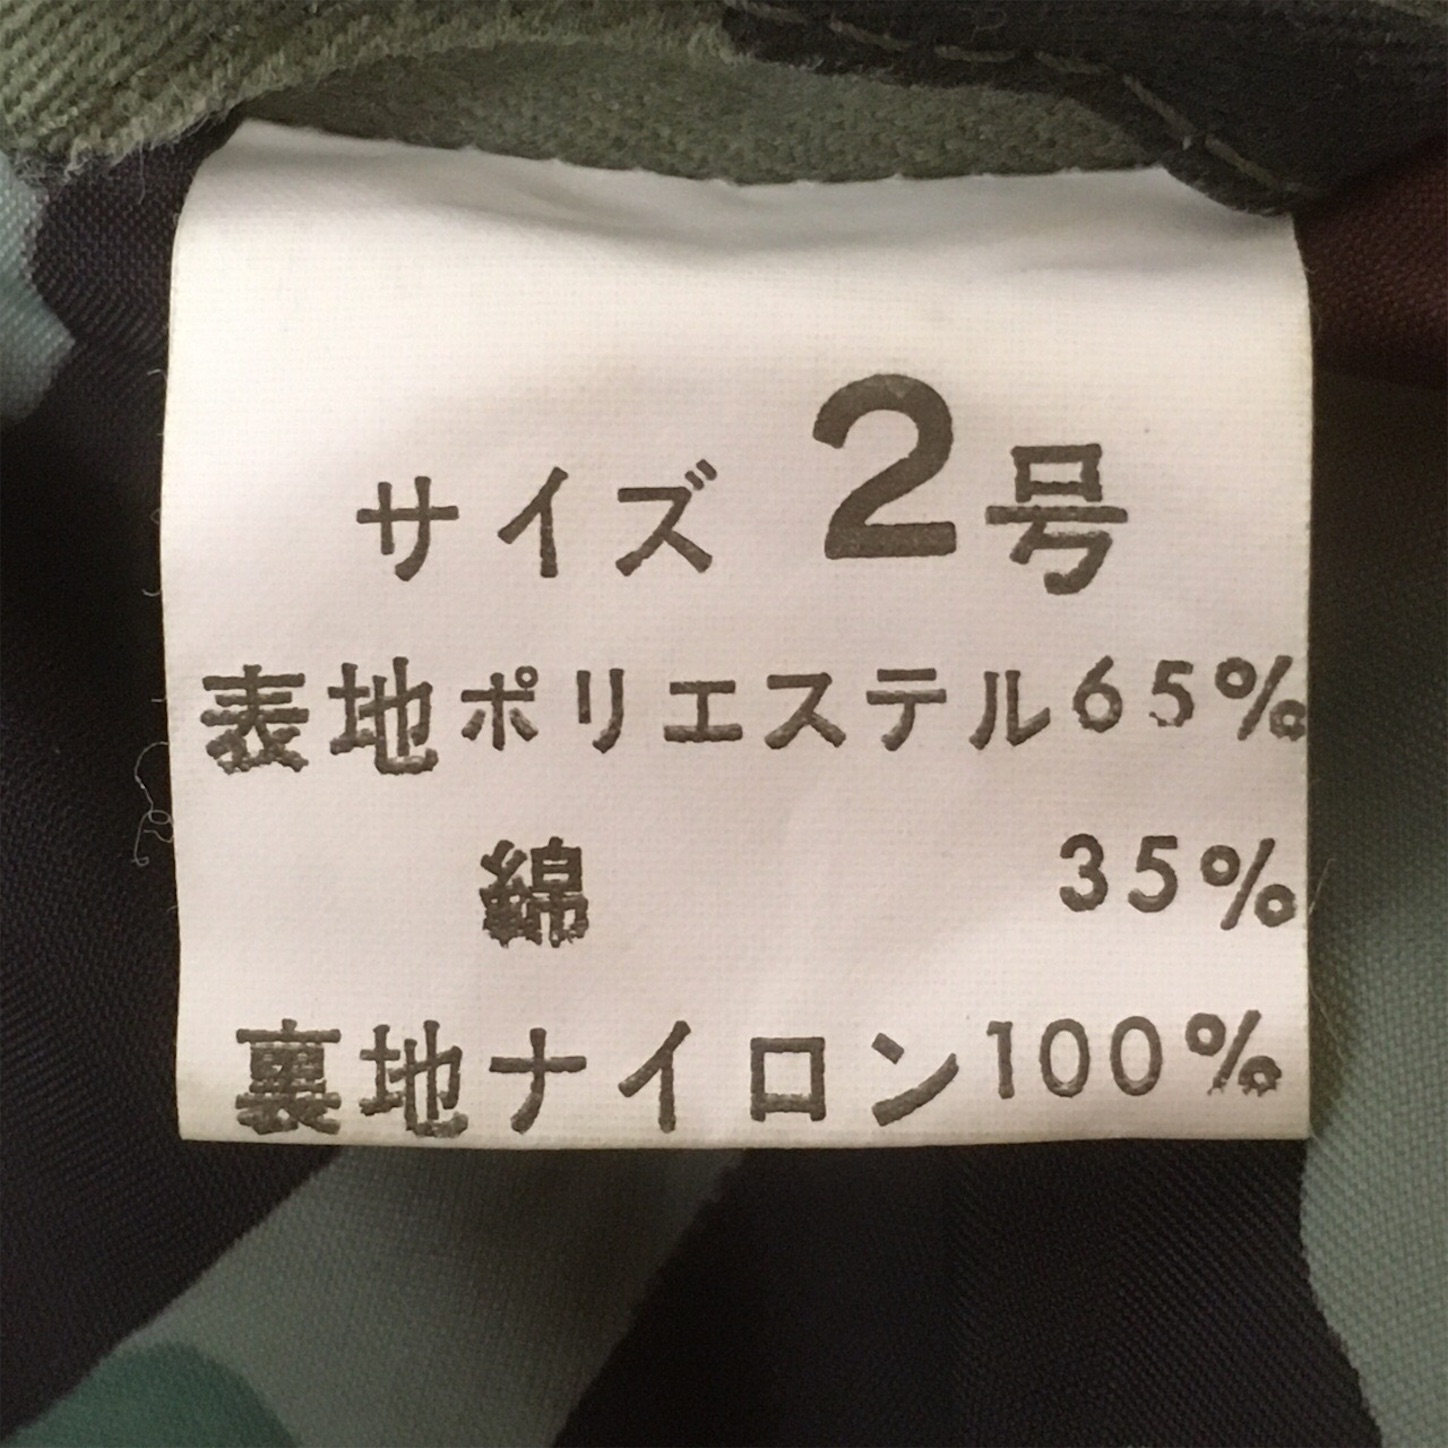 サイズ 2号
表地ポリエステル65%
綿 35%
裏地ナイロン100%